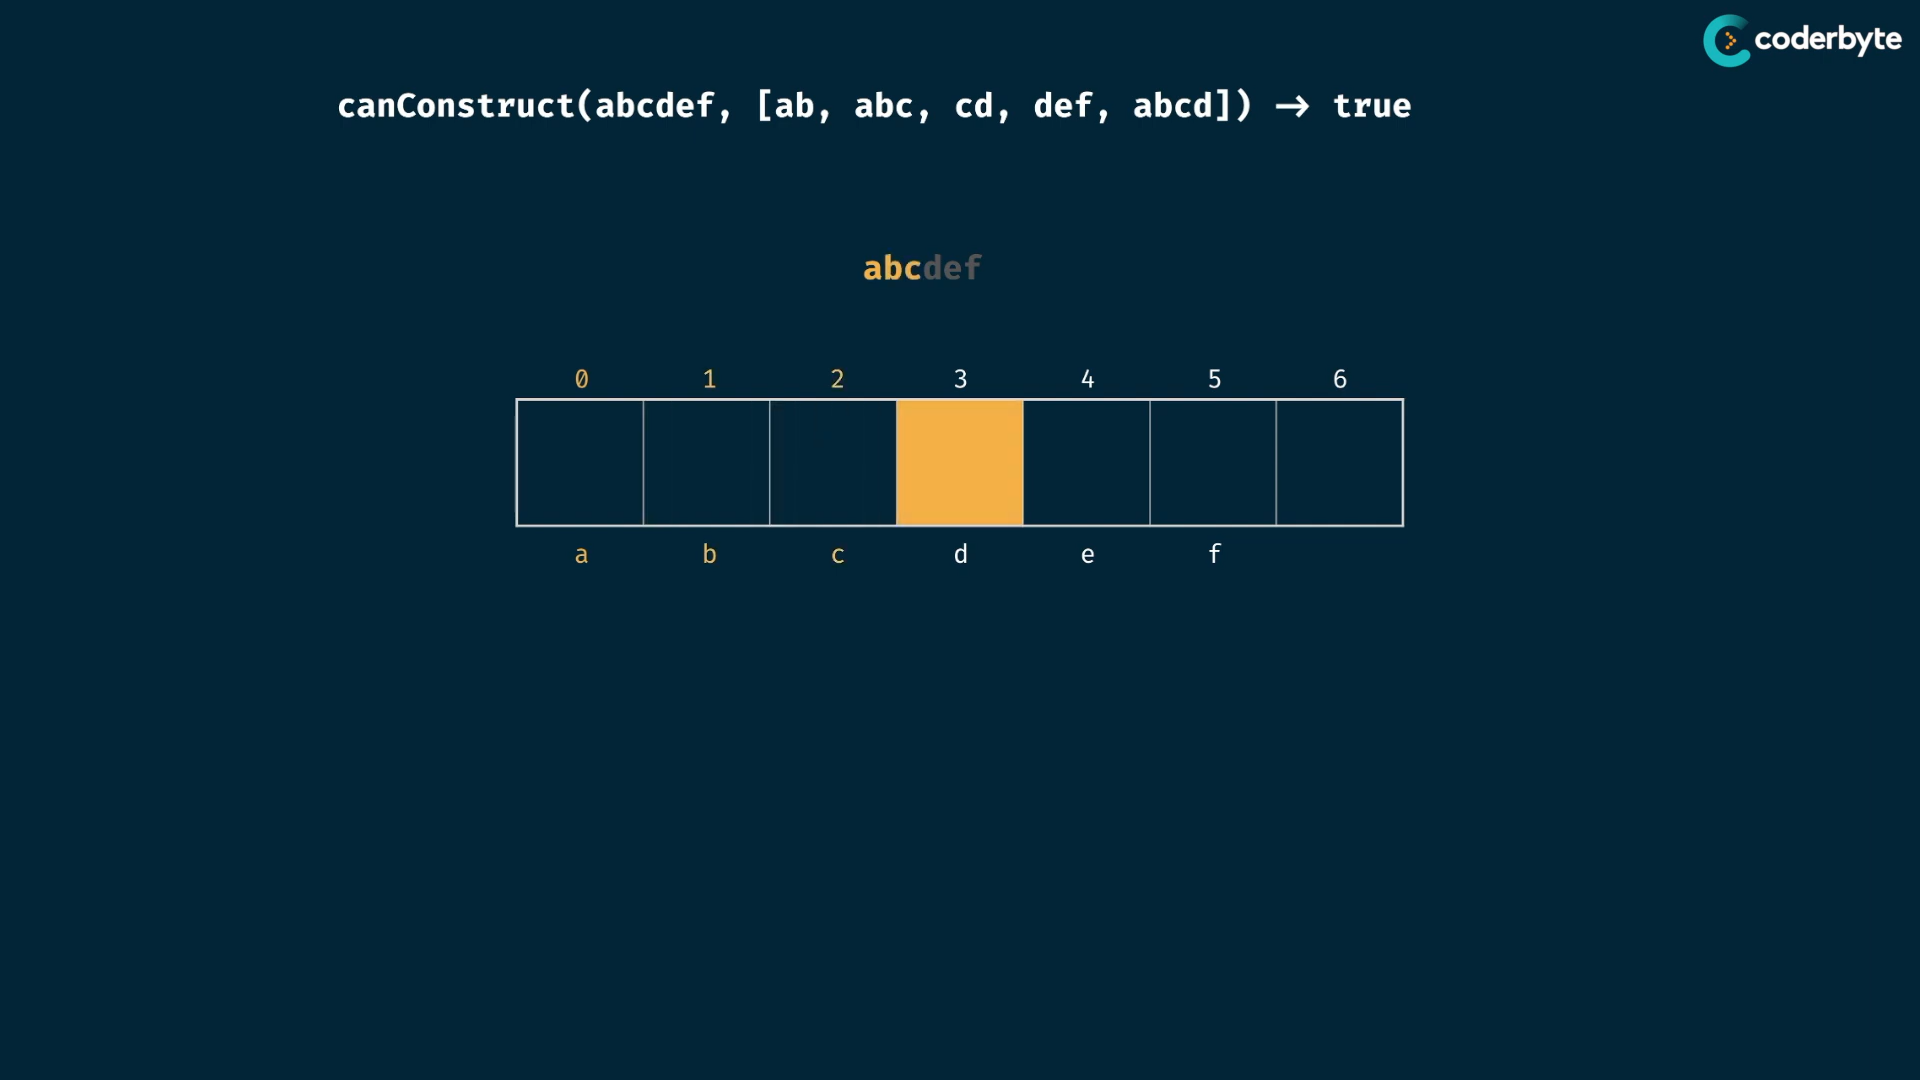 coderbyte
canConstruct(abcdef, [ab, abc, cd, def, abcd]) → true
abcdef
0 1 2 3 4 5 6
a b c d e f